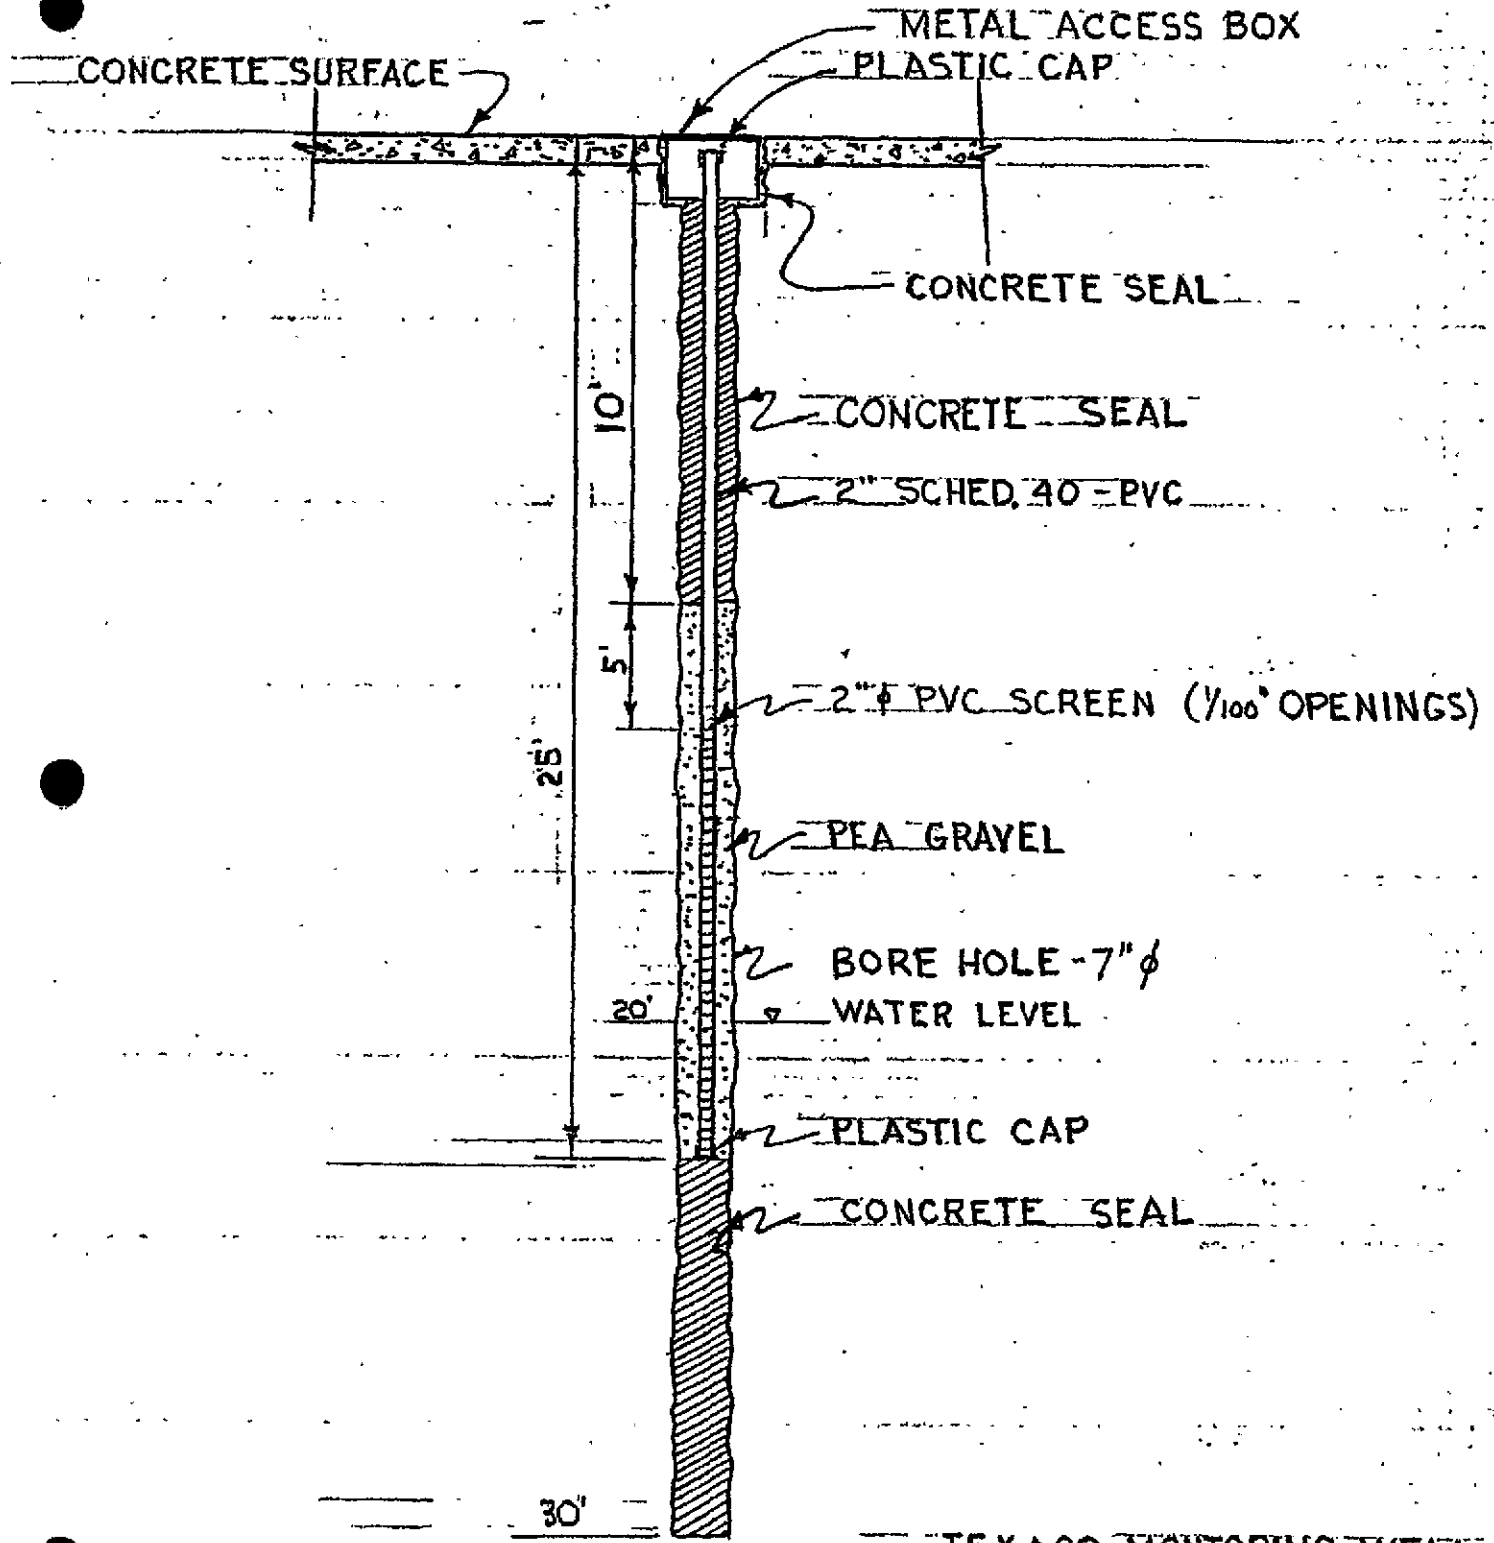 METAL ACCESS BOX
PLASTIC CAP
CONCRETE SURFACE
CONCRETE SEAL
10'
CONCRETE SEAL
2" SCHED. 40 - PVC
5'
2"ϕ PVC SCREEN (1/100" OPENINGS)
25'
PEA GRAVEL
BORE HOLE - 7"ϕ
20'
WATER LEVEL
PLASTIC CAP
CONCRETE SEAL
30'